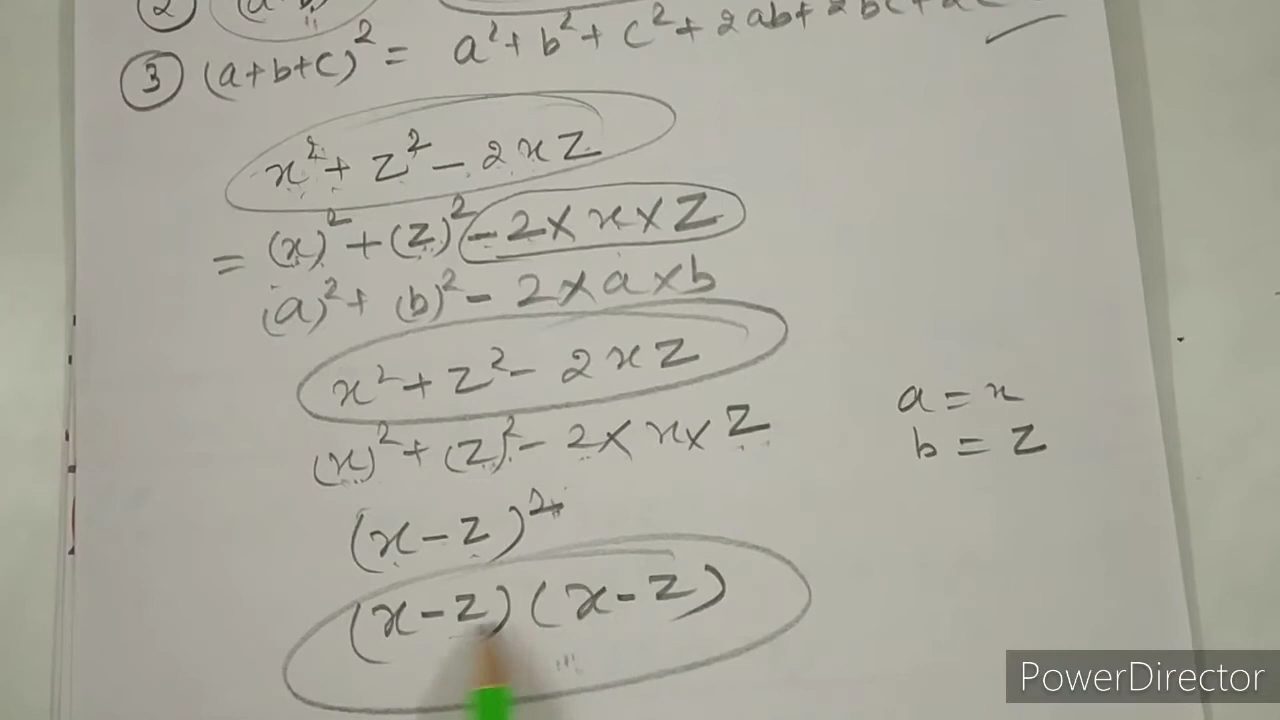 2
3 (a+b+c)² = a²+b²+c²+2ab+2bc+
x²+z²-2xz
= (x)²+(z)²-2×x×z
(a)²+(b)²-2×a×b
x²+z²-2xz
(x)²+(z)²-2×x×z
a=x
b=z
(x-z)²
(x-z)(x-z)
PowerDirector